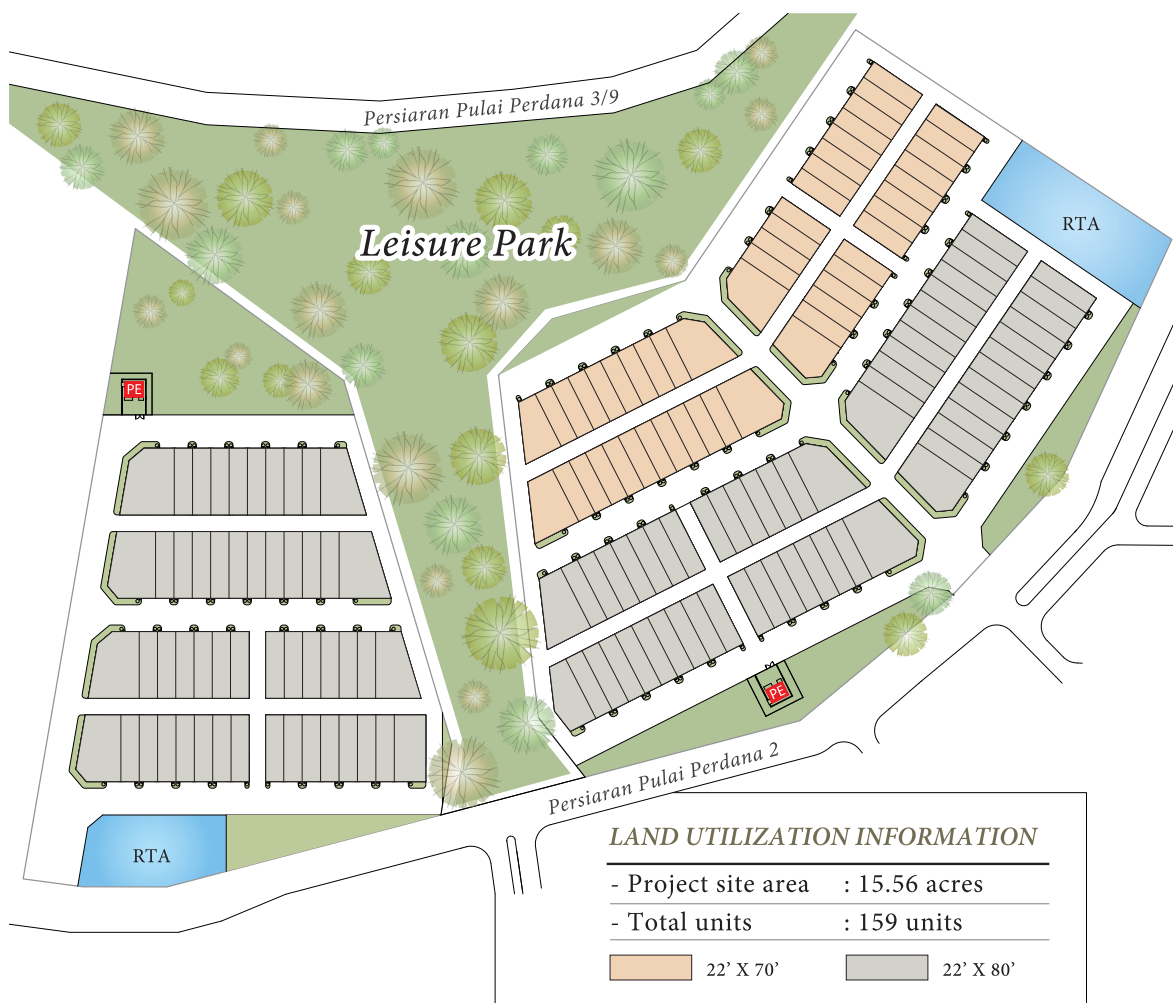 Persiaran Pulai Perdana 3/9
RTA
Leisure Park
PE
PE
Persiaran Pulai Perdana 2
RTA
LAND UTILIZATION INFORMATION
- Project site area : 15.56 acres
- Total units : 159 units
22’ X 70’ 22’ X 80’